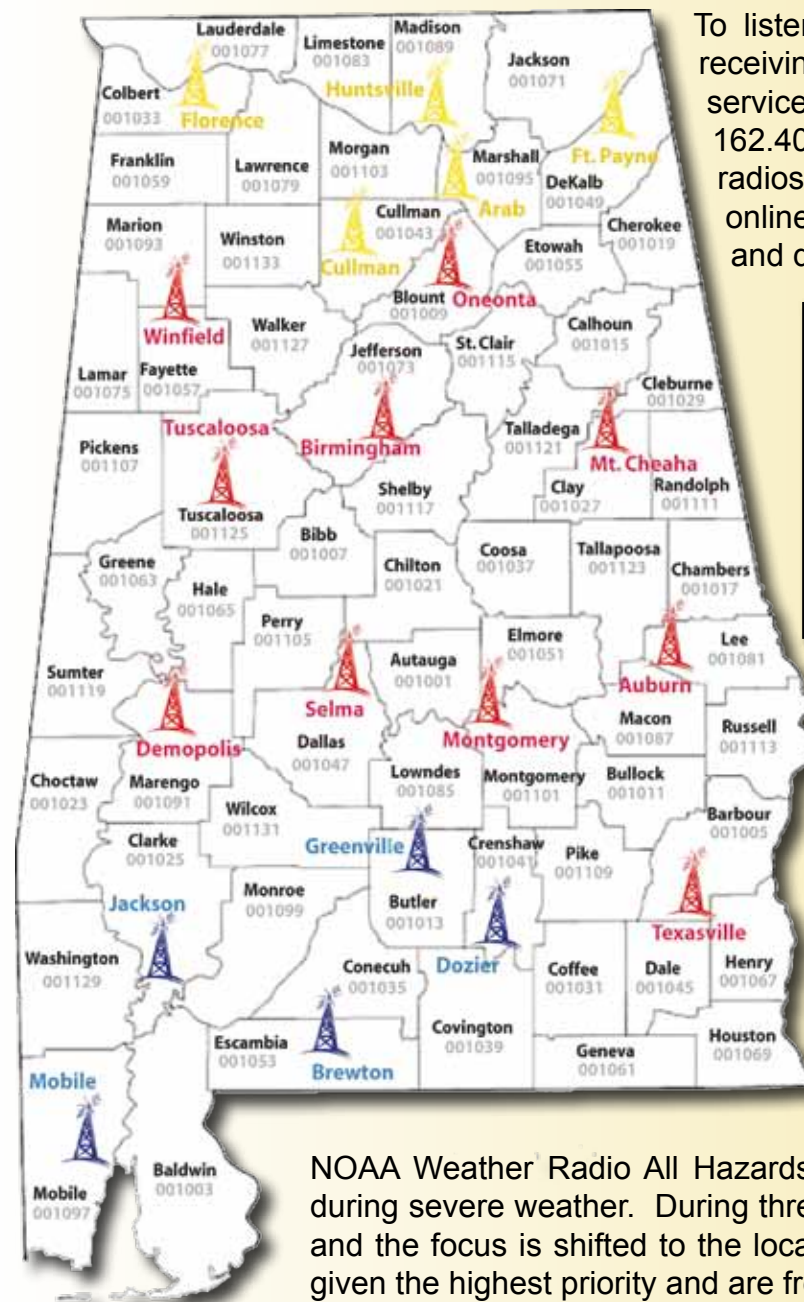 To listen
receiving
service
162.40
radios
online
and
Lauderdale
001077
Limestone
001083
Madison
001089
Jackson
001071
Colbert
001033
Florence
Huntsville
Ft. Payne
Franklin
001059
Lawrence
001079
Morgan
001103
Marshall
001095
Arab
DeKalb
001049
Marion
001093
Winston
001133
Cullman
001043
Cullman
Cherokee
001019
Etowah
001055
Blount
001009
Oneonta
Winfield
Walker
001127
Jefferson
001073
St. Clair
001115
Calhoun
001015
Lamar
001075
Fayette
001057
Cleburne
001029
Tuscaloosa
Birmingham
Talladega
001121
Mt. Cheaha
Pickens
001107
Tuscaloosa
001125
Shelby
001117
Clay
001027
Randolph
001111
Bibb
001007
Greene
001063
Hale
001065
Chilton
001021
Coosa
001037
Tallapoosa
001123
Chambers
001017
Perry
001105
Elmore
001051
Lee
001081
Sumter
001119
Autauga
001001
Auburn
Selma
Demopolis
Montgomery
Macon
001087
Russell
001113
Dallas
001047
Choctaw
001023
Marengo
001091
Lowndes
001085
Montgomery
001101
Bullock
001011
Wilcox
001131
Barbour
001005
Clarke
001025
Greenville
Crenshaw
001041
Pike
001109
Jackson
Monroe
001099
Butler
001013
Texasville
Washington
001129
Conecuh
001035
Dozier
Coffee
001031
Dale
001045
Henry
001067
Escambia
001053
Brewton
Covington
001039
Geneva
001061
Houston
001069
Mobile
Mobile
001097
Baldwin
001003
NOAA Weather Radio All Hazards
during severe weather. During
and the focus is shifted to the
given the highest priority and are